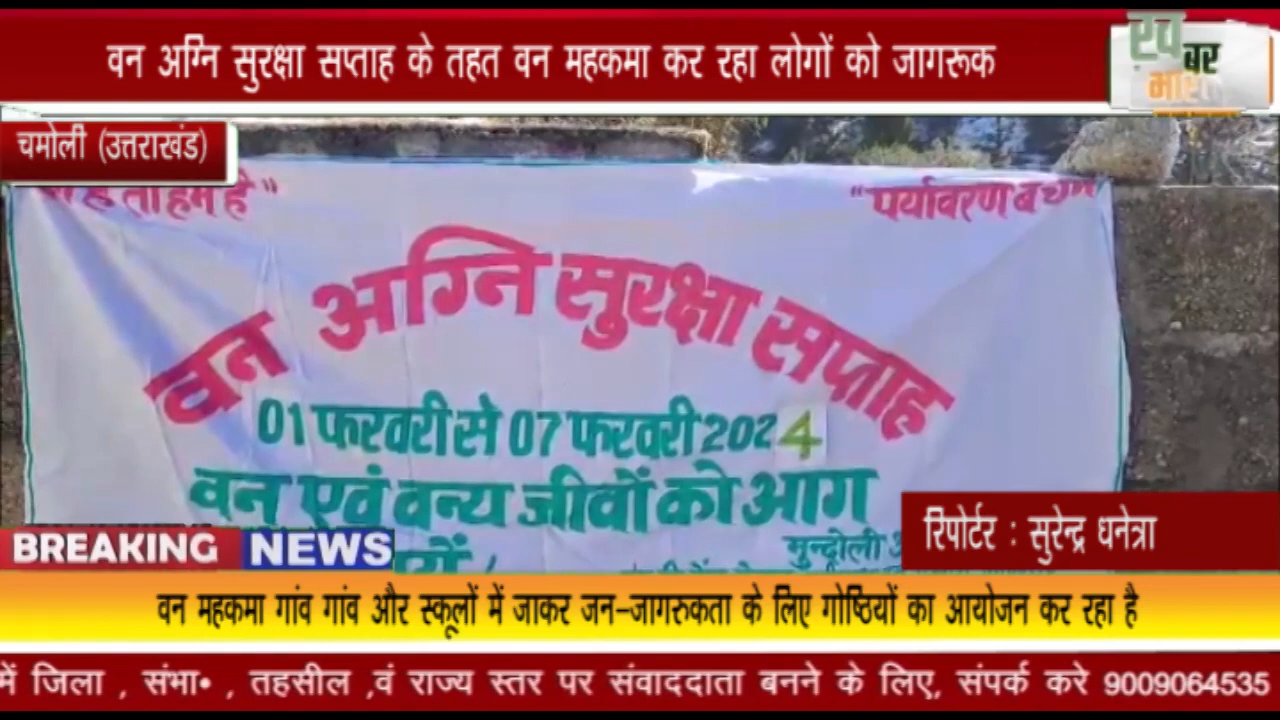 वन अग्नि सुरक्षा सप्ताह के तहत वन महकमा कर रहा लोगों को जागरूक
बर
चमोली (उत्तराखंड)
"पर्यावरण
वन अग्नि सुरक्षा सप्ताह
01 फरवरी से 07 फरवरी 2024
वन एवं वन्य जीवों को आग
मुन्दोली
रिपोर्टर : सुरेन्द्र धनेत्रा
BREAKING NEWS
वन महकमा गांव गांव और स्कूलों में जाकर जन-जागरुकता के लिए गोष्ठियों का आयोजन कर रहा है
में जिला , संभा• , तहसील ,वं राज्य स्तर पर संवाददाता बनने के लिए, संपर्क करे 9009064535